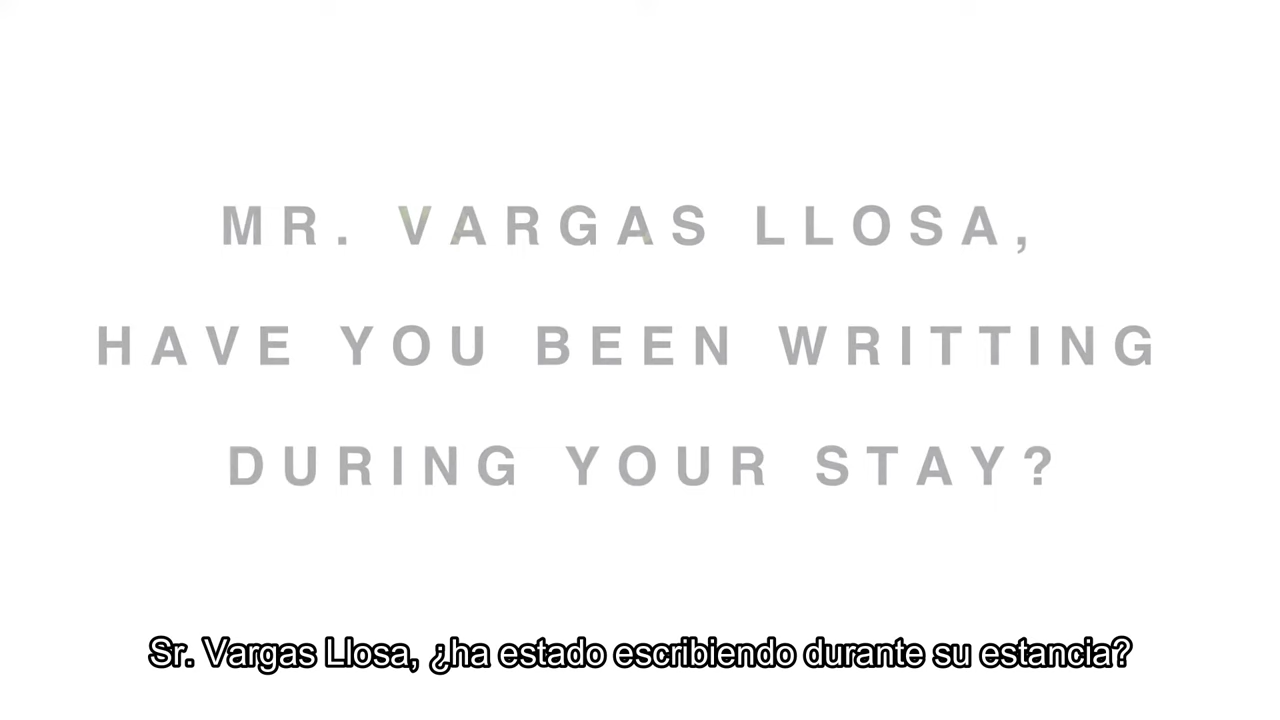 MR. VARGAS LLOSA,
HAVE YOU BEEN WRITTING
DURING YOUR STAY?
Sr. Vargas Llosa, ¿ha estado escribiendo durante su estancia?